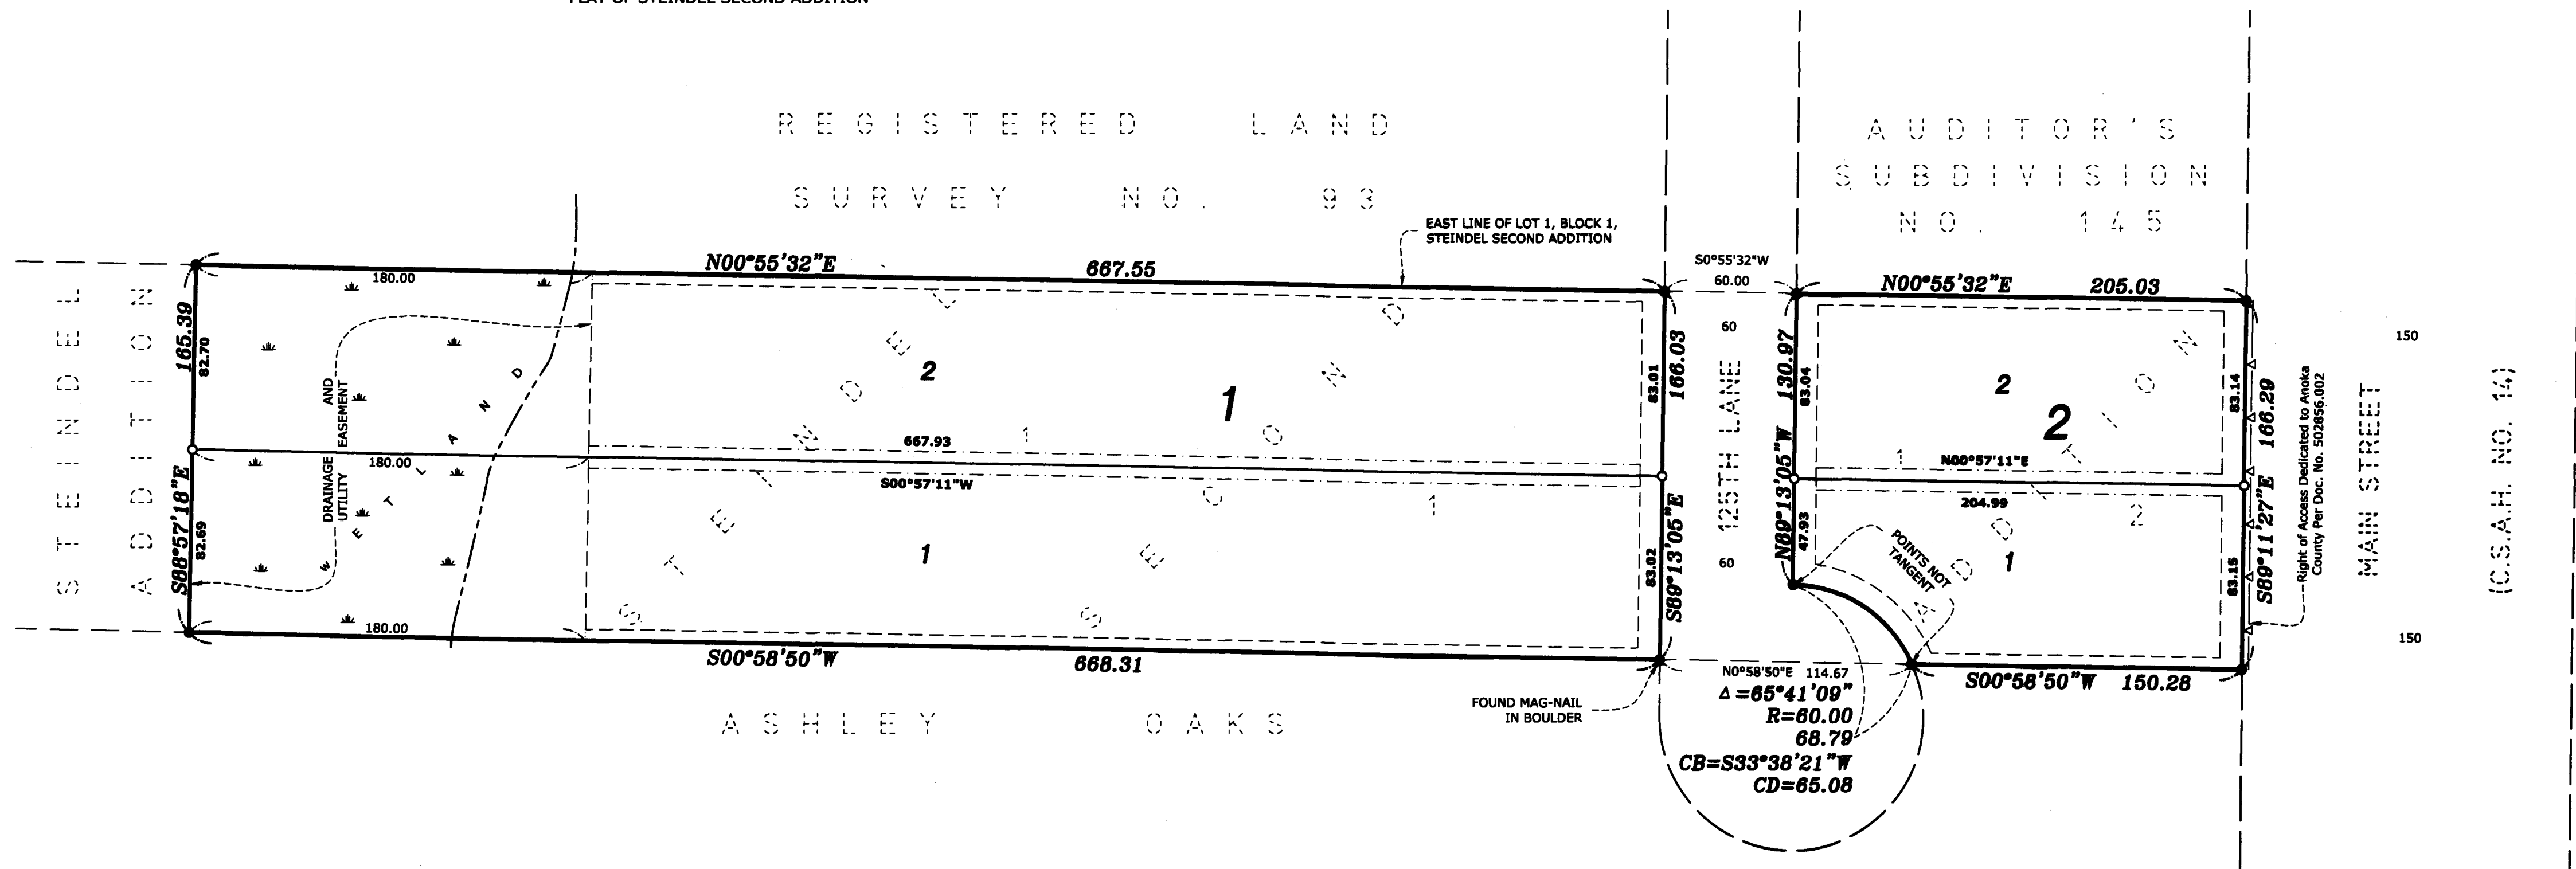 PLAT OF STEINDEL SECOND ADDITION
REGISTERED LAND
SURVEY NO. 93
AUDITOR'S
SUBDIVISION
NO. 145
EAST LINE OF LOT 1, BLOCK 1,
STEINDEL SECOND ADDITION
STEINDEL
ADDITION
N00°55'32"E
667.55
180.00
S0°55'32"W
60.00
N00°55'32"E
205.03
165.39
82.70
S88°57'18"E
82.69
DRAINAGE AND
UTILITY EASEMENT
WETLAND
180.00
180.00
2
1
667.93
S00°57'11"W
1
1
1
STEINDEL
SECOND
ADDITION
83.01
166.03
83.02
S89°13'05"E
60
125TH LANE
60
130.97
83.04
N89°13'05"W
47.93
2
2
1
N00°57'11"E
204.99
2
1
POINTS NOT
TANGENT
83.14
166.29
83.15
S89°11'27"E
Right of Access Dedicated to Anoka
County Per Doc. No. 502856.002
150
MAIN STREET
(C.S.A.H. NO. 14)
150
S00°58'50"W
668.31
FOUND MAG-NAIL
IN BOULDER
N0°58'50"E 114.67
Δ=65°41'09"
R=60.00
68.79
CB=S33°38'21"W
CD=65.08
S00°58'50"W 150.28
ASHLEY OAKS